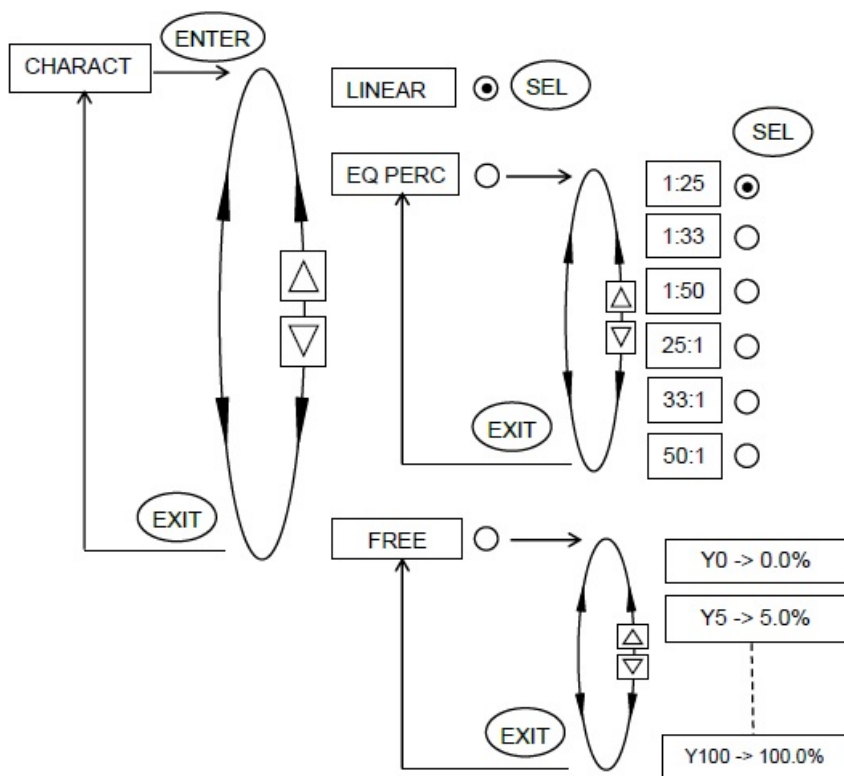 ENTER
CHARACT
LINEAR
SEL
SEL
EQ PERC
1:25
1:33
1:50
25:1
33:1
50:1
EXIT
EXIT
FREE
Y0 -> 0.0%
Y5 -> 5.0%
EXIT
Y100 -> 100.0%